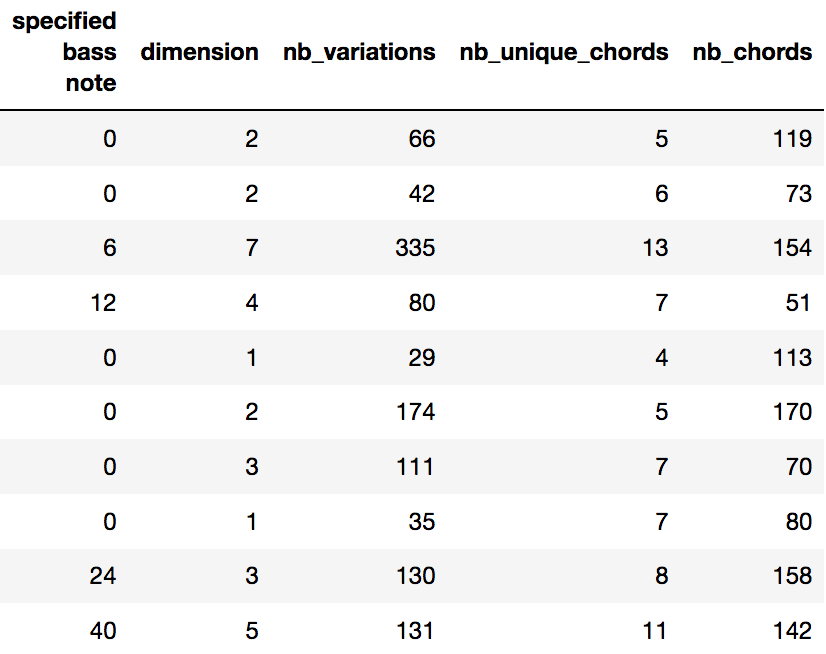 specified
bass dimension nb_variations nb_unique_chords nb_chords
note
0 2 66 5 119
0 2 42 6 73
6 7 335 13 154
12 4 80 7 51
0 1 29 4 113
0 2 174 5 170
0 3 111 7 70
0 1 35 7 80
24 3 130 8 158
40 5 131 11 142